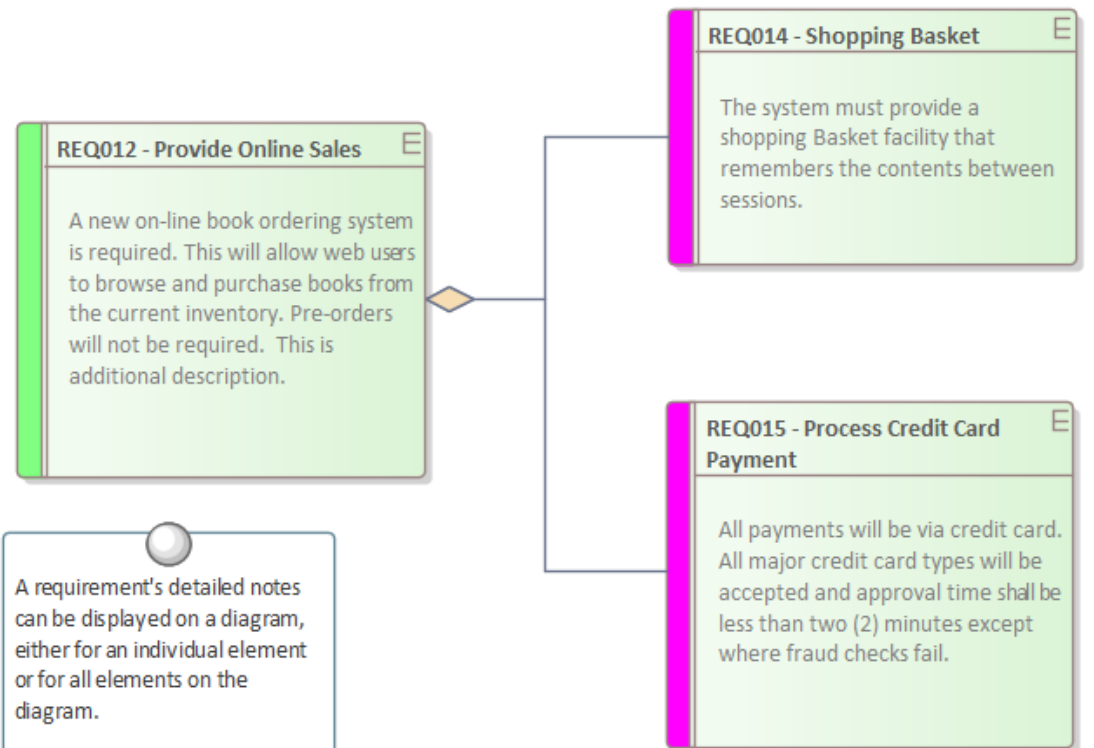 REQ014 - Shopping Basket
E
The system must provide a
shopping Basket facility that
remembers the contents between
sessions.
REQ012 - Provide Online Sales
E
A new on-line book ordering system
is required. This will allow web users
to browse and purchase books from
the current inventory. Pre-orders
will not be required.  This is
additional description.
REQ015 - Process Credit Card
Payment
E
All payments will be via credit card.
All major credit card types will be
accepted and approval time shall be
less than two (2) minutes except
where fraud checks fail.
A requirement's detailed notes
can be displayed on a diagram,
either for an individual element
or for all elements on the
diagram.